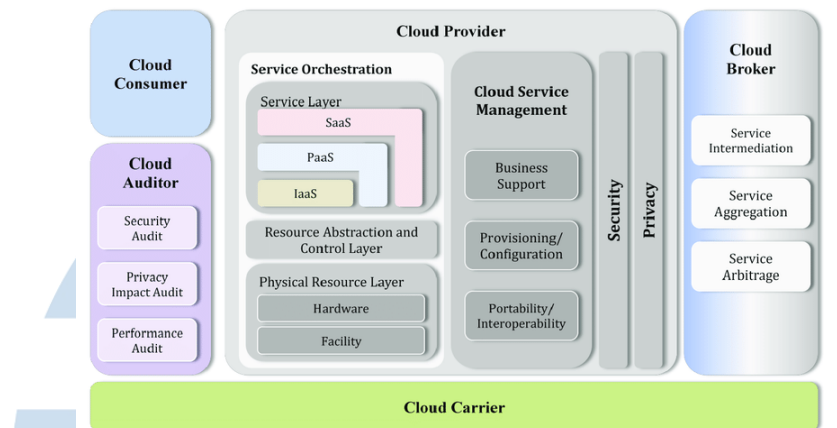 Cloud
Consumer
Cloud
Auditor
Security
Audit
Privacy
Impact Audit
Performance
Audit
Cloud Provider
Service Orchestration
Service Layer
SaaS
PaaS
IaaS
Resource Abstraction and
Control Layer
Physical Resource Layer
Hardware
Facility
Cloud Service
Management
Business
Support
Provisioning/
Configuration
Portability/
Interoperability
Security
Privacy
Cloud
Broker
Service
Intermediation
Service
Aggregation
Service
Arbitrage
Cloud Carrier